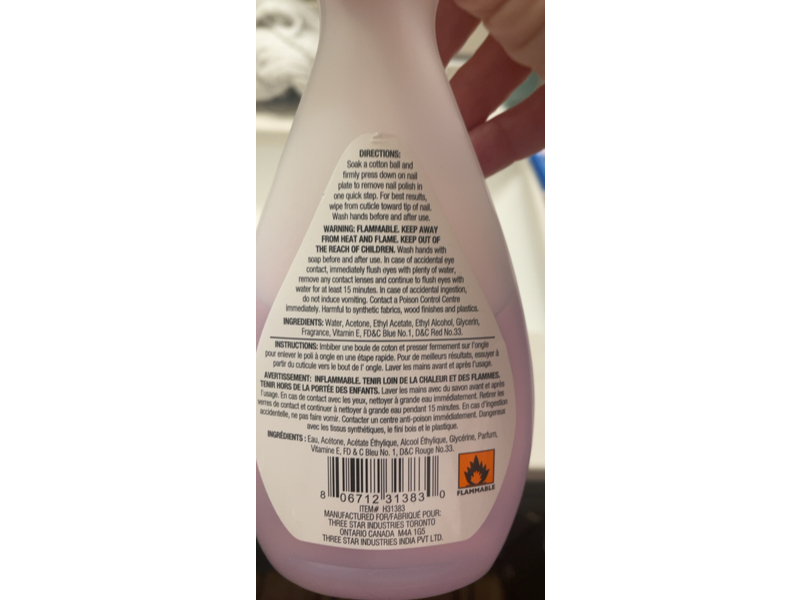 DIRECTIONS:
Soak a cotton ball and
firmly press down on nail
plate to remove nail polish in
one quick step. For best results,
wipe from cuticle toward tip of nail.
Wash hands before and after use.
WARNING: FLAMMABLE. KEEP AWAY
FROM HEAT AND FLAME. KEEP OUT OF
THE REACH OF CHILDREN. Wash hands with
soap before and after use. In case of accidental eye
contact, immediately flush eyes with plenty of water,
remove any contact lenses and continue to flush eyes with
water for at least 15 minutes. In case of accidental ingestion,
do not induce vomiting. Contact a Poison Control Centre
immediately. Harmful to synthetic fabrics, wood finishes and plastics.
INGREDIENTS: Water, Acetone, Ethyl Acetate, Ethyl Alcohol, Glycerin,
Fragrance, Vitamin E, FD&C Blue No.1, D&C Red No.33.
INSTRUCTIONS: Imbiber une boule de coton et presser fermement sur l'ongle
pour enlever le poli à ongle en une étape rapide. Pour de meilleurs résultats, essuyer à
partir du cuticule vers le bout de l' ongle. Laver les mains avant et après l'usage.
AVERTISSEMENT: INFLAMMABLE. TENIR LOIN DE LA CHALEUR ET DES FLAMMES.
TENIR HORS DE LA PORTÉE DES ENFANTS. Laver les mains avec du savon avant et après
l'usage. En cas de contact avec les yeux, nettoyer à grande eau immédiatement. Retirer les
verres de contact et continuer à nettoyer à grande eau pendant 15 minutes. En cas d'ingestion
accidentelle, ne pas faire vomir. Contacter un centre anti-poison immédiatement. Dangereux
avec les tissus synthétiques, le fini bois et le plastique.
INGRÉDIENTS : Eau, Acétone, Acétate Éthylique, Alcool Éthylique, Glycérine, Parfum,
Vitamine E, FD & C Bleu No. 1, D&C Rouge No.33.
8 06712 31383 0
FLAMMABLE
ITEM# H31383
MANUFACTURED FOR/FABRIQUÉ POUR:
THREE STAR INDUSTRIES TORONTO
ONTARIO CANADA M4A 1G5
THREE STAR INDUSTRIES INDIA PVT LTD.